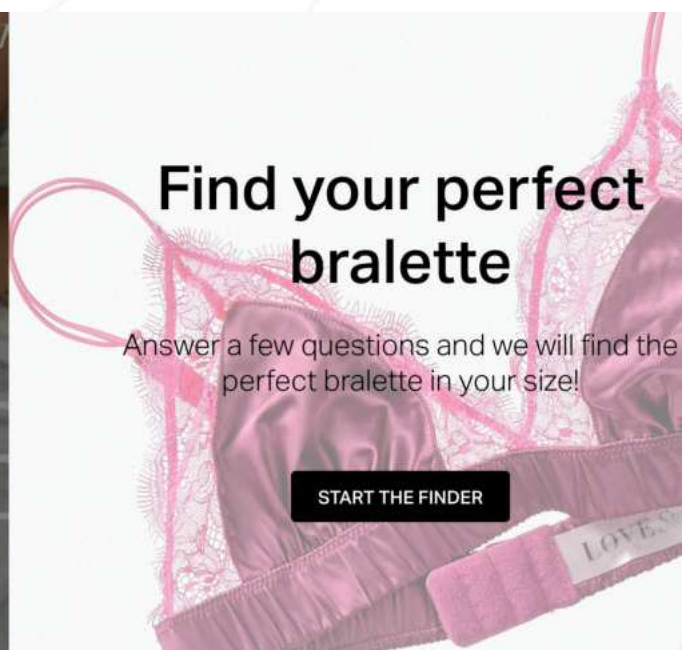 Find your perfect
bralette
Answer a few questions and we will find the
perfect bralette in your size!
START THE FINDER
LOVE